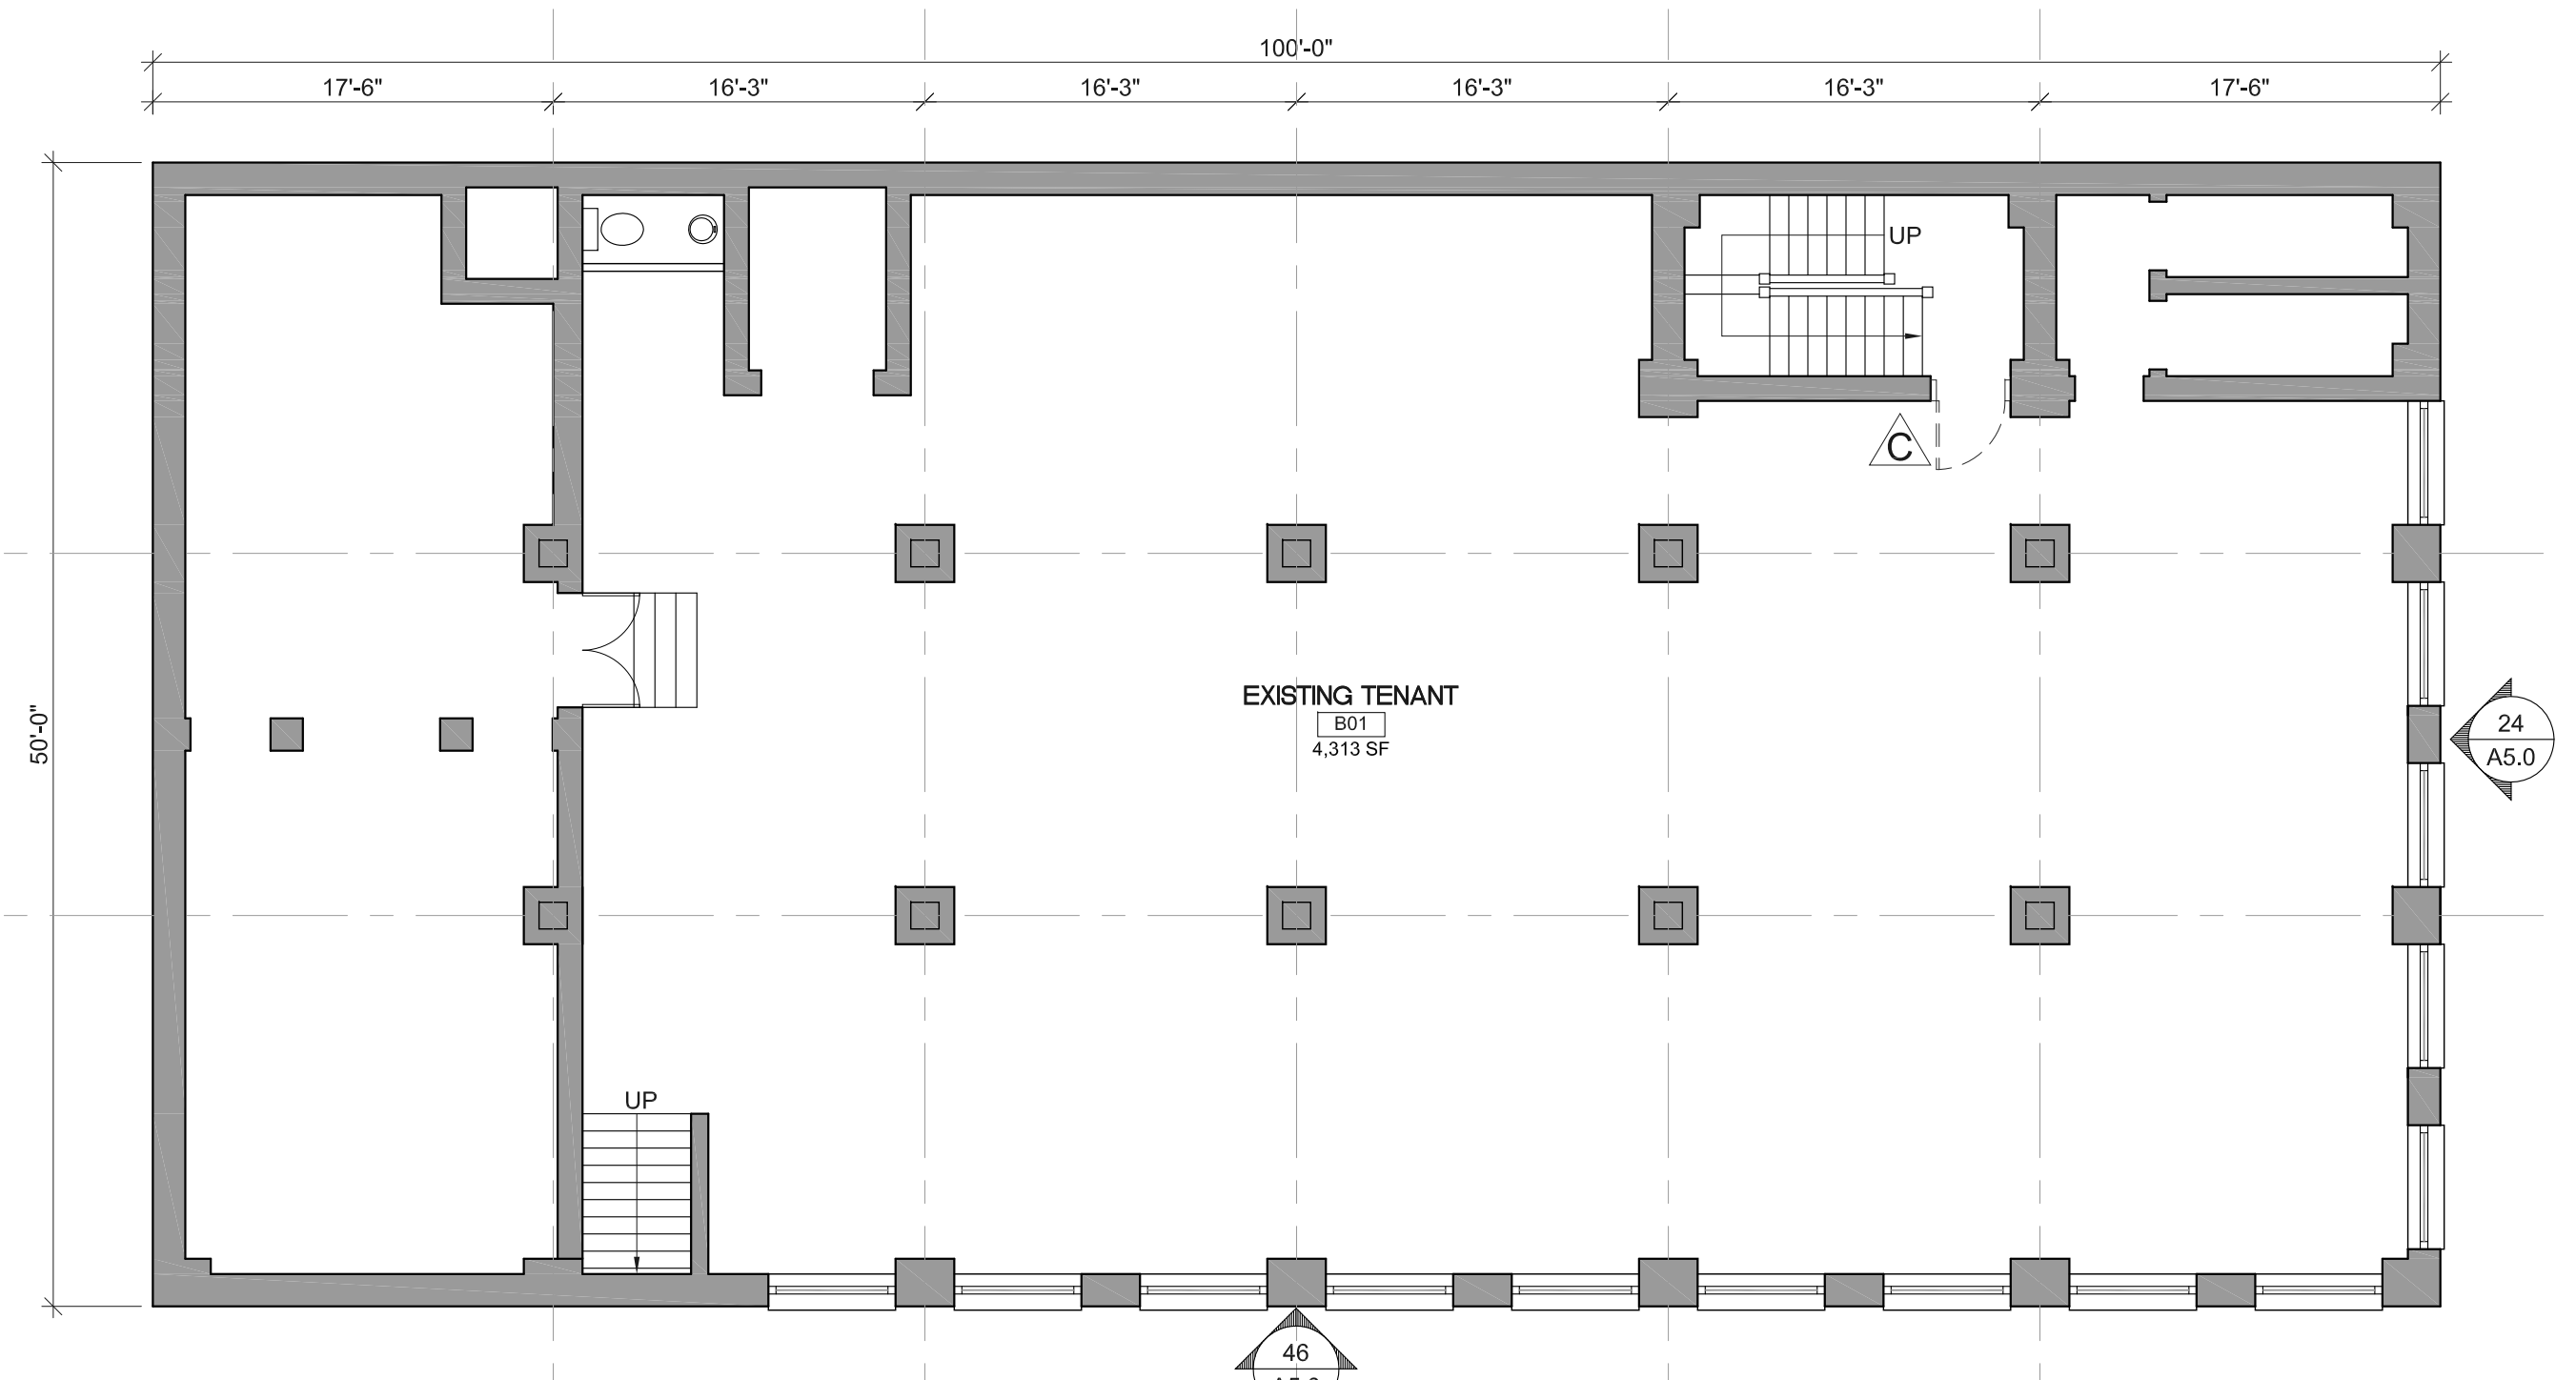 100'-0"
17'-6"
16'-3"
16'-3"
16'-3"
16'-3"
17'-6"
UP
C
50'-0"
EXISTING TENANT
B01
4,313 SF
24
A5.0
UP
46